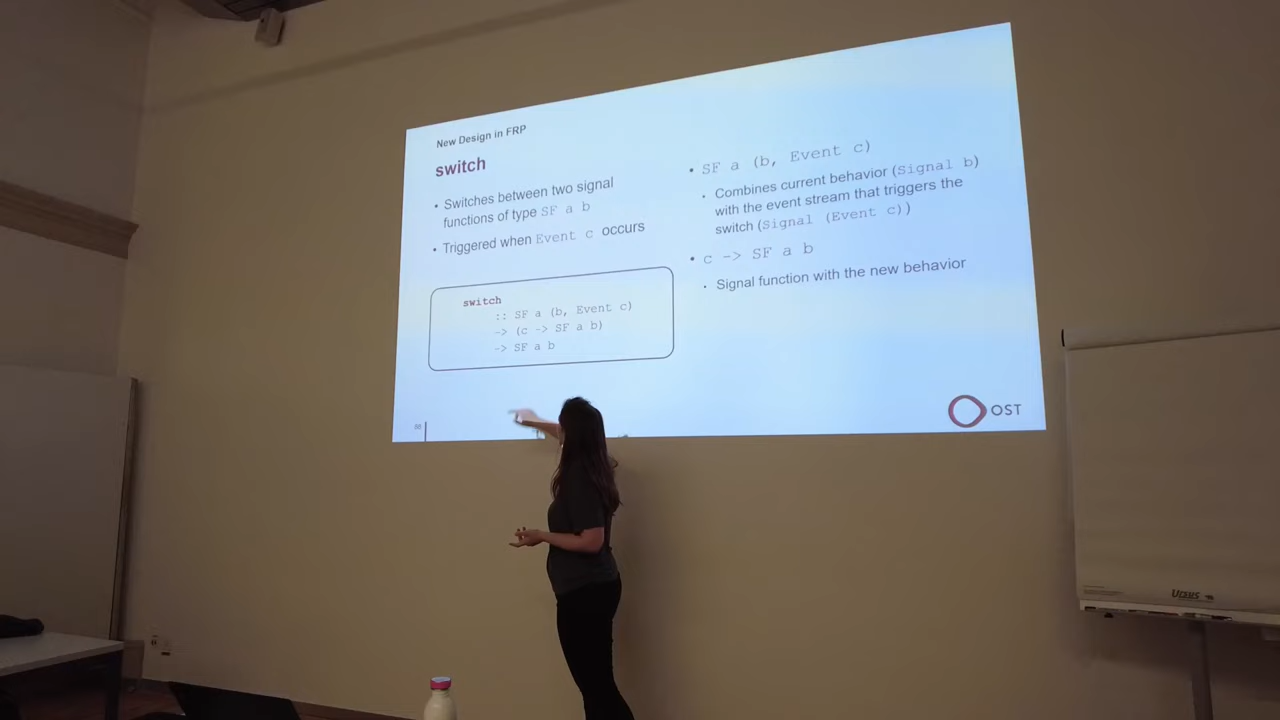 New Design in FRP
switch
• Switches between two signal
functions of type SF a b
• Triggered when Event c occurs
switch
:: SF a (b, Event c)
-> (c -> SF a b)
-> SF a b
• SF a (b, Event c)
• Combines current behavior (Signal b)
with the event stream that triggers the
switch (Signal (Event c))
• c -> SF a b
• Signal function with the new behavior
OST